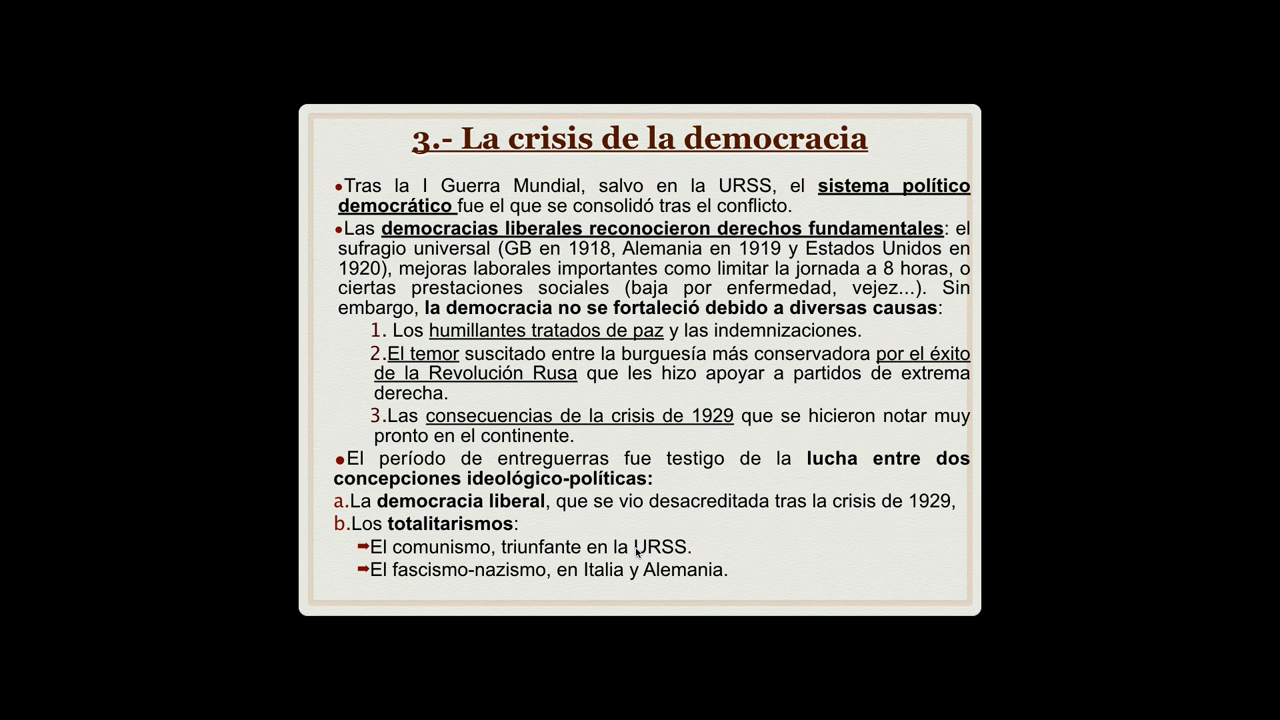 3.- La crisis de la democracia
•Tras la I Guerra Mundial, salvo en la URSS, el sistema político
democrático fue el que se consolidó tras el conflicto.
•Las democracias liberales reconocieron derechos fundamentales: el
sufragio universal (GB en 1918, Alemania en 1919 y Estados Unidos en
1920), mejoras laborales importantes como limitar la jornada a 8 horas, o
ciertas prestaciones sociales (baja por enfermedad, vejez...). Sin
embargo, la democracia no se fortaleció debido a diversas causas:
1. Los humillantes tratados de paz y las indemnizaciones.
2.El temor suscitado entre la burguesía más conservadora por el éxito
de la Revolución Rusa que les hizo apoyar a partidos de extrema
derecha.
3.Las consecuencias de la crisis de 1929 que se hicieron notar muy
pronto en el continente.
•El período de entreguerras fue testigo de la lucha entre dos
concepciones ideológico-políticas:
a.La democracia liberal, que se vio desacreditada tras la crisis de 1929,
b.Los totalitarismos:
➡El comunismo, triunfante en la URSS.
➡El fascismo-nazismo, en Italia y Alemania.